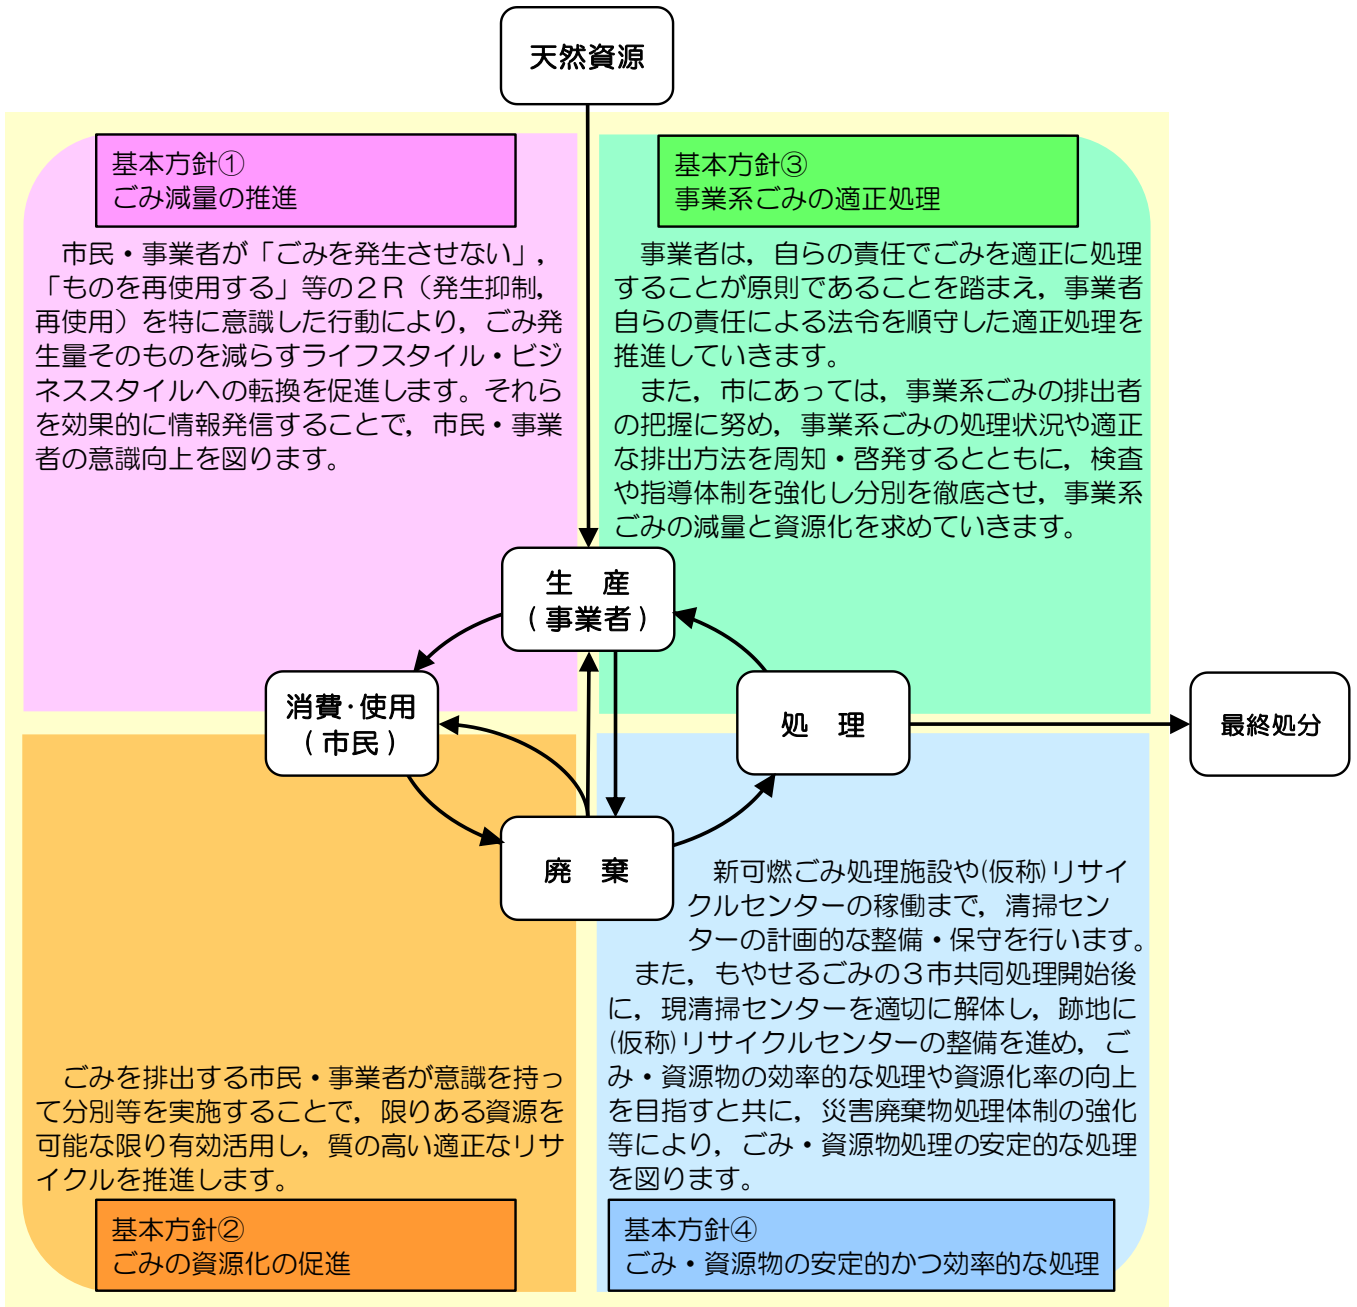 天然資源
基本方針①
ごみ減量の推進
　市民・事業者が「ごみを発生させない」，
「ものを再使用する」等の２Ｒ（発生抑制，
再使用）を特に意識した行動により，ごみ発
生量そのものを減らすライフスタイル・ビジ
ネススタイルへの転換を促進します。それら
を効果的に情報発信することで，市民・事業
者の意識向上を図ります。
基本方針③
事業系ごみの適正処理
　事業者は，自らの責任でごみを適正に処理
することが原則であることを踏まえ，事業者
自らの責任による法令を順守した適正処理を
推進していきます。
　また，市にあっては，事業系ごみの排出者
の把握に努め，事業系ごみの処理状況や適正
な排出方法を周知・啓発するとともに，検査
や指導体制を強化し分別を徹底させ，事業系
ごみの減量と資源化を求めていきます。
生　産
(事業者)
消費・使用
(市民)
処　理
最終処分
廃　棄
　ごみを排出する市民・事業者が意識を持っ
て分別等を実施することで，限りある資源を
可能な限り有効活用し，質の高い適正なリサ
イクルを推進します。
基本方針②
ごみの資源化の促進
　新可燃ごみ処理施設や(仮称)リサイ
クルセンターの稼働まで，清掃セン
ターの計画的な整備・保守を行います。
　また，もやせるごみの３市共同処理開始後
に，現清掃センターを適切に解体し，跡地に
(仮称)リサイクルセンターの整備を進め，ご
み・資源物の効率的な処理や資源化率の向上
を目指すと共に，災害廃棄物処理体制の強化
等により，ごみ・資源物処理の安定的な処理
を図ります。
基本方針④
ごみ・資源物の安定的かつ効率的な処理